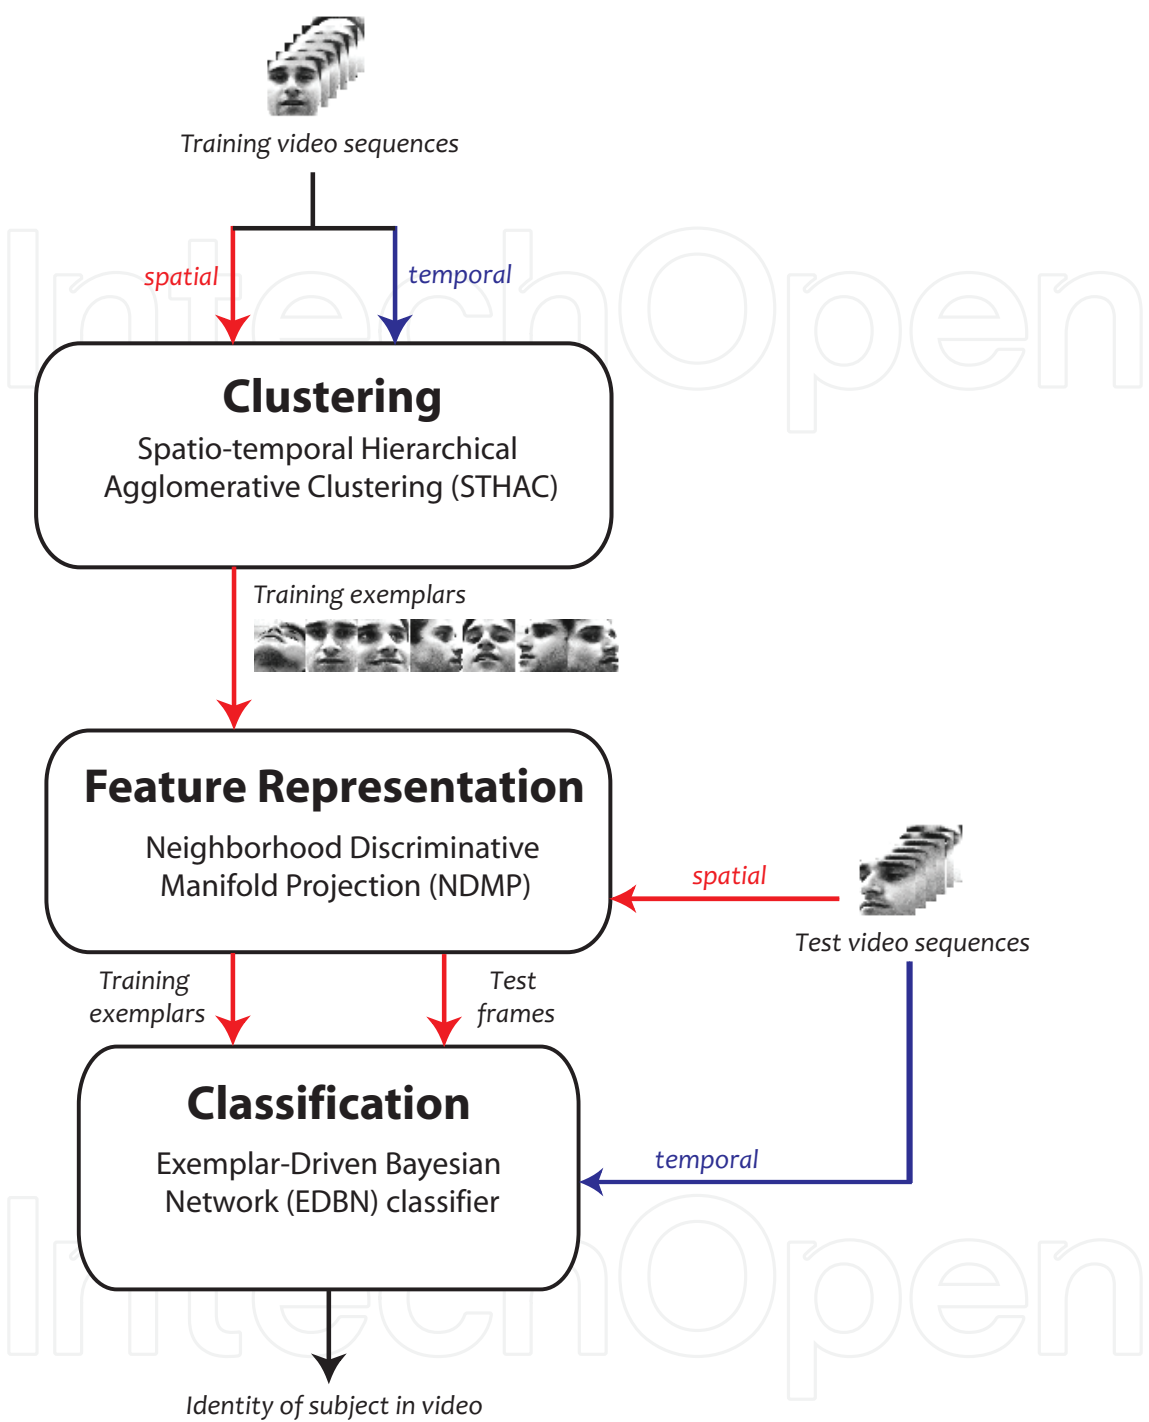 Training video sequences
spatial
temporal
IntechOpen
Clustering
Spatio-temporal Hierarchical
Agglomerative Clustering (STHAC)
Training exemplars
Feature Representation
Neighborhood Discriminative
Manifold Projection (NDMP)
spatial
Test video sequences
Training
exemplars
Test
frames
Classification
Exemplar-Driven Bayesian
Network (EDBN) classifier
temporal
IntechOpen
Identity of subject in video